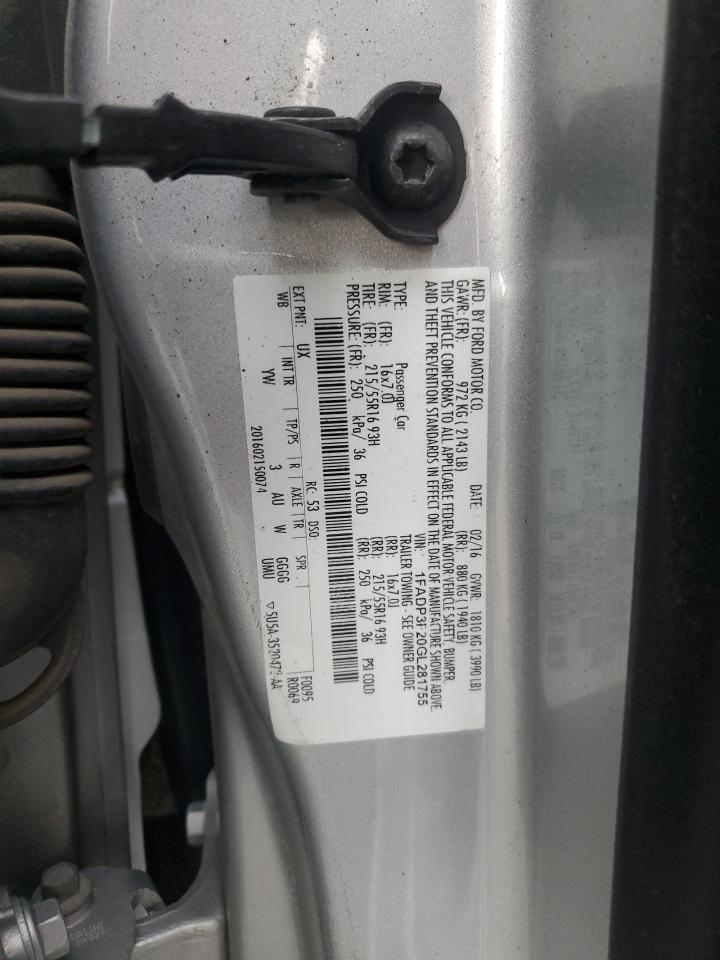 MFD. BY FORD MOTOR CO. DATE: 02/16 GVWR: 1810 KG ( 3990 LB)
GAWR: (FR): 972 KG ( 2143 LB) (RR): 880 KG ( 1940 LB)
THIS VEHICLE CONFORMS TO ALL APPLICABLE FEDERAL MOTOR VEHICLE SAFETY, BUMPER,
AND THEFT PREVENTION STANDARDS IN EFFECT ON THE DATE OF MANUFACTURE SHOWN ABOVE.
VIN: 1FADP3F20GL281755
TYPE: Passenger Car TRAILER TOWING - SEE OWNER GUIDE
RIM: (FR): 16x7.0J (RR): 16x7.0J
TIRE: (FR): 215/55R16 93H (RR): 215/55R16 93H
PRESSURE: (FR): 250 kPa/ 36 PSI COLD (RR): 250 kPa/ 36 PSI COLD
RC: 53 DSO: F0095
EXT PNT: UX R0069
INT TR TP/PS R AXLE TR SPR
WB YW 3 AU W GGGG UMU
201602150074